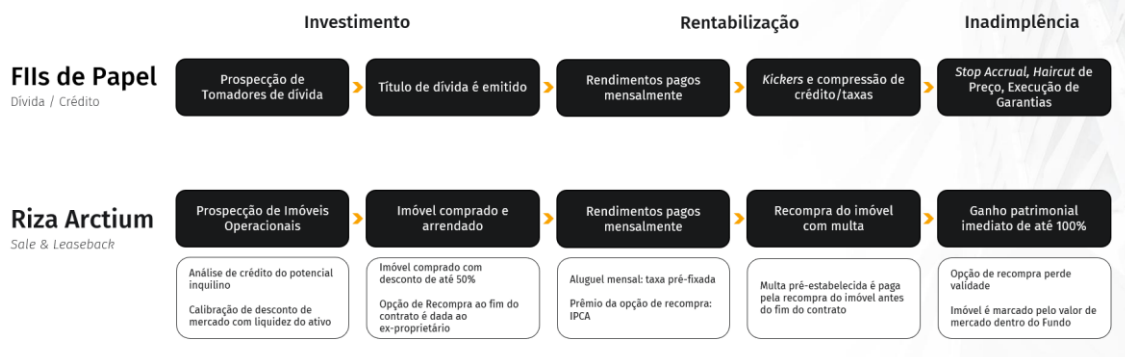 Investimento
Rentabilização
Inadimplência
FIIs de Papel
Dívida / Crédito
Prospecção de
Tomadores de dívida
Título de dívida é emitido
Rendimentos pagos
mensalmente
Kickers e compressão de
crédito/taxas
Stop Accrual, Haircut de
Preço, Execução de
Garantias
Riza Arctium
Sale & Leaseback
Prospecção de Imóveis
Operacionais
Imóvel comprado e
arrendado
Rendimentos pagos
mensalmente
Recompra do imóvel
com multa
Ganho patrimonial
imediato de até 100%
Análise de crédito do potencial
inquilino
Calibração de desconto de
mercado com liquidez do ativo
Imóvel comprado com
desconto de até 50%
Opção de Recompra ao fim do
contrato é dada ao
ex-proprietário
Aluguel mensal: taxa pré-fixada
Prêmio da opção de recompra:
IPCA
Multa pré-estabelecida é paga
pela recompra do imóvel antes
do fim do contrato
Opção de recompra perde
validade
Imóvel é marcado pelo valor de
mercado dentro do Fundo